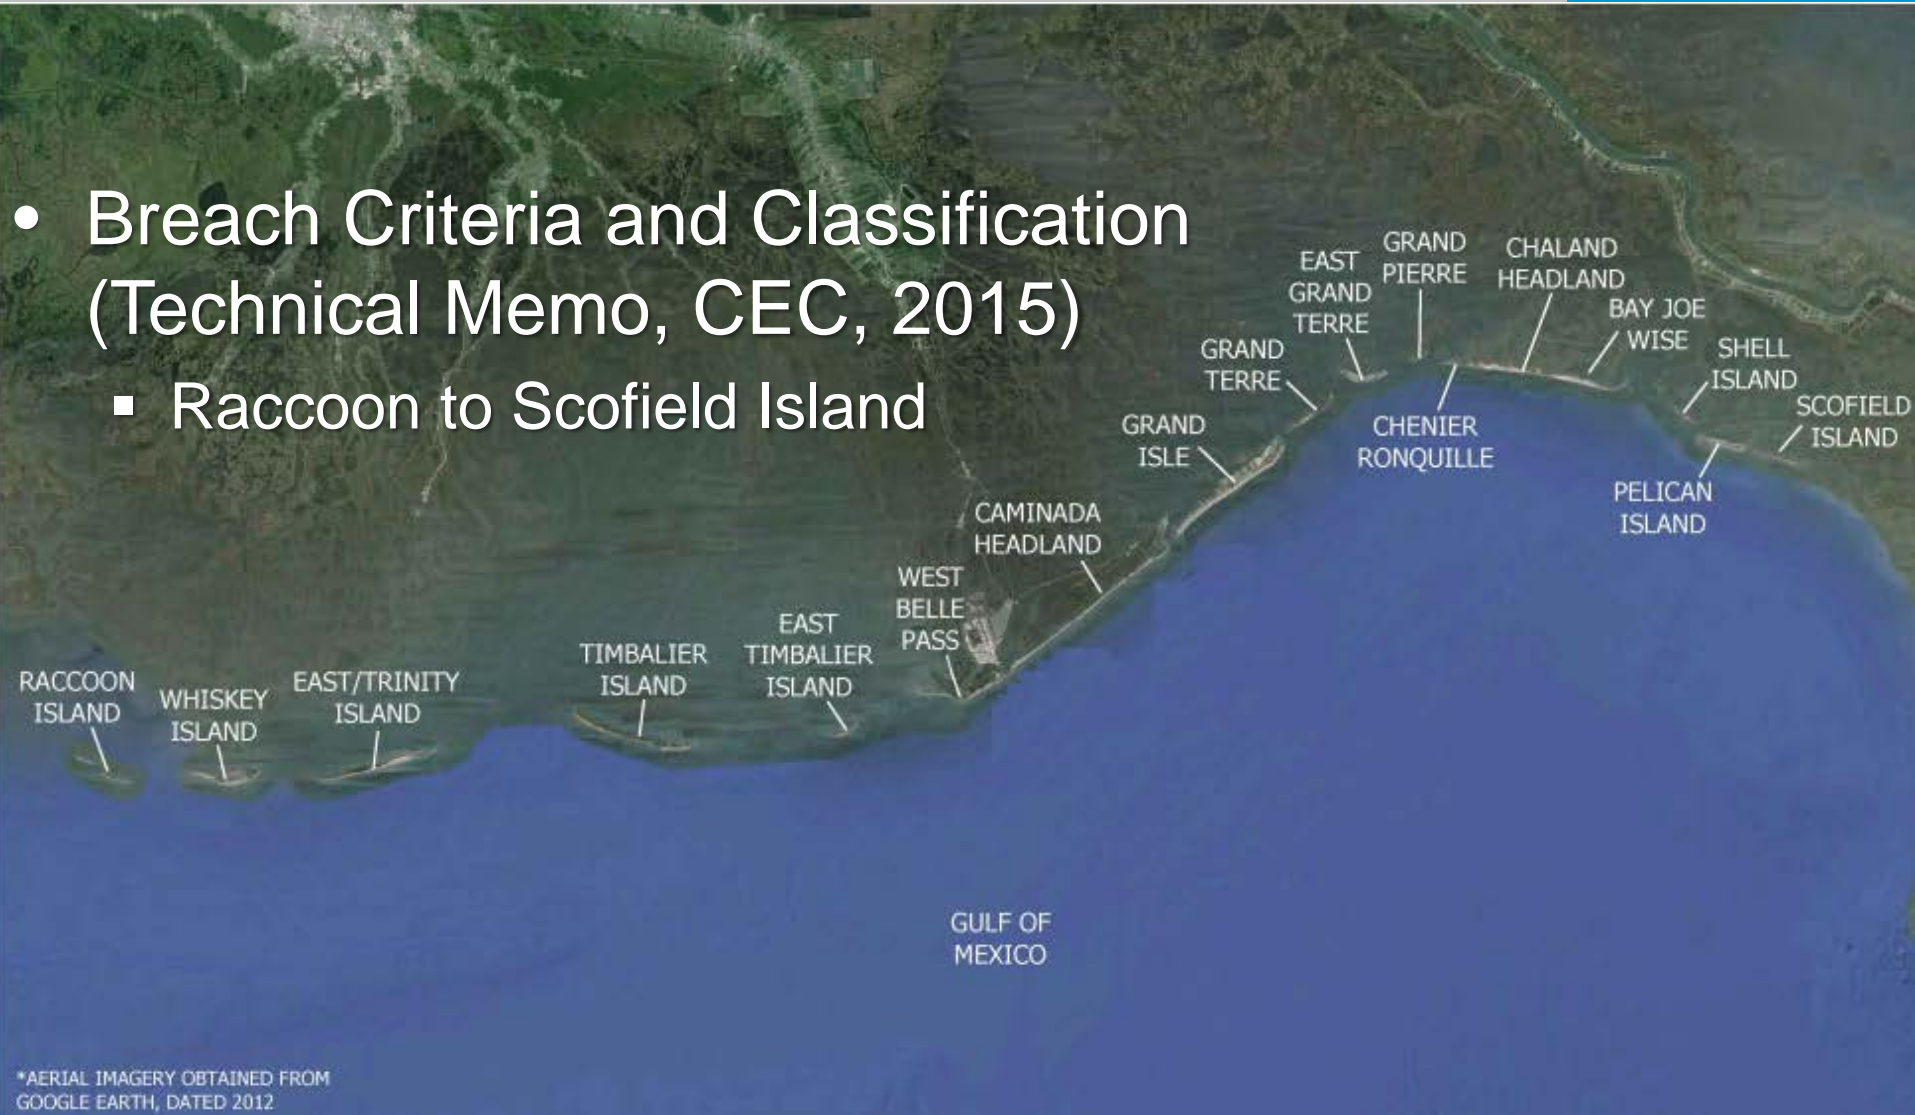 • Breach Criteria and Classification
(Technical Memo, CEC, 2015)
▪ Raccoon to Scofield Island
RACCOON
ISLAND
WHISKEY
ISLAND
EAST/TRINITY
ISLAND
TIMBALIER
ISLAND
EAST
TIMBALIER
ISLAND
WEST
BELLE
PASS
CAMINADA
HEADLAND
GRAND
ISLE
GRAND
TERRE
EAST
GRAND
TERRE
GRAND
PIERRE
CHENIER
RONQUILLE
CHALAND
HEADLAND
BAY JOE
WISE
SHELL
ISLAND
PELICAN
ISLAND
SCOFIELD
ISLAND
GULF OF
MEXICO
*AERIAL IMAGERY OBTAINED FROM
GOOGLE EARTH, DATED 2012